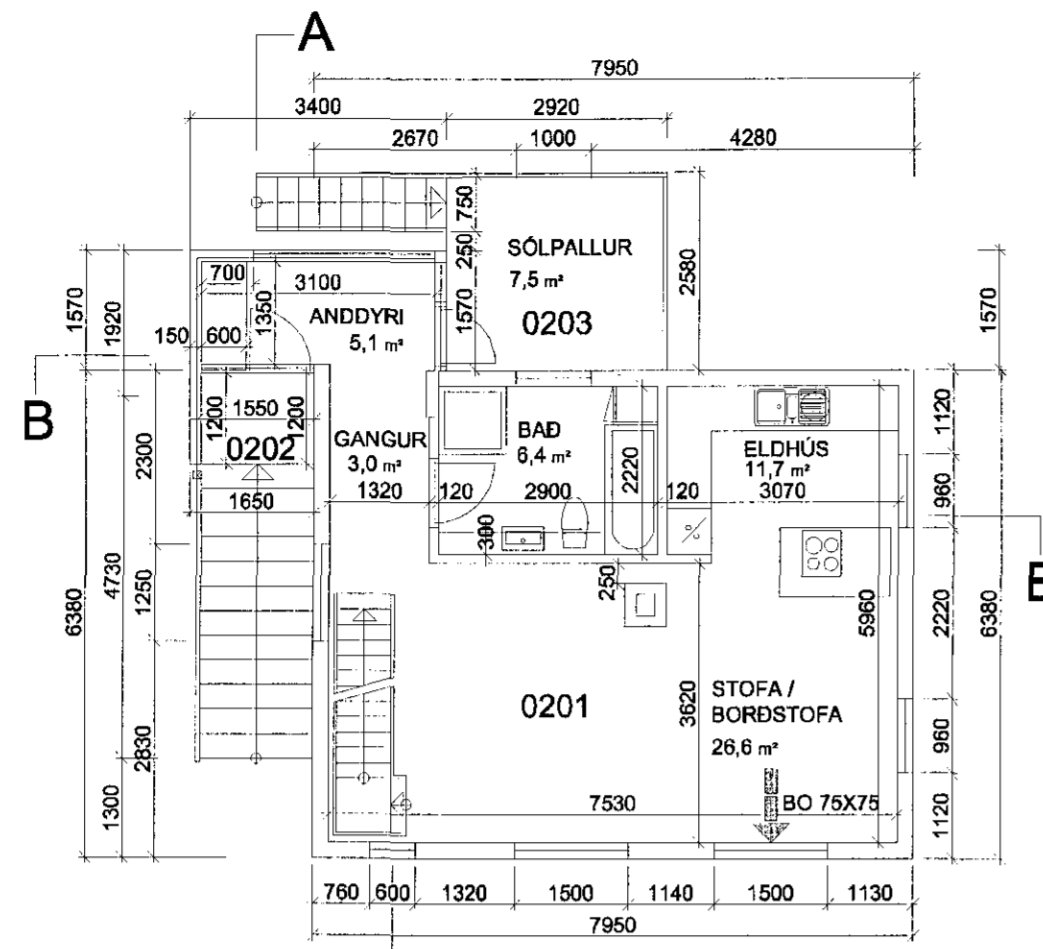 A
7950
3400 2920
2670 1000 4280
750
250
1570
2580
SÓLPALLUR
7,5 m²
0203
700
3100
1350
ANDDYRI
5,1 m²
150 600
1570
1920
1570
B
1550
1200
1200
0202
1650
GANGUR
3,0 m²
1320
BAÐ
6,4 m²
120 2900 120
2220
300
ELDHÚS
11,7 m²
3070
1120
960
2220
960
1120
6380
2300
1250
2830
4730
1300
6380
250
5960
3620
0201
STOFA /
BORÐSTOFA
26,6 m²
BO 75X75
7530
760 600 1320 1500 1140 1500 1130
7950